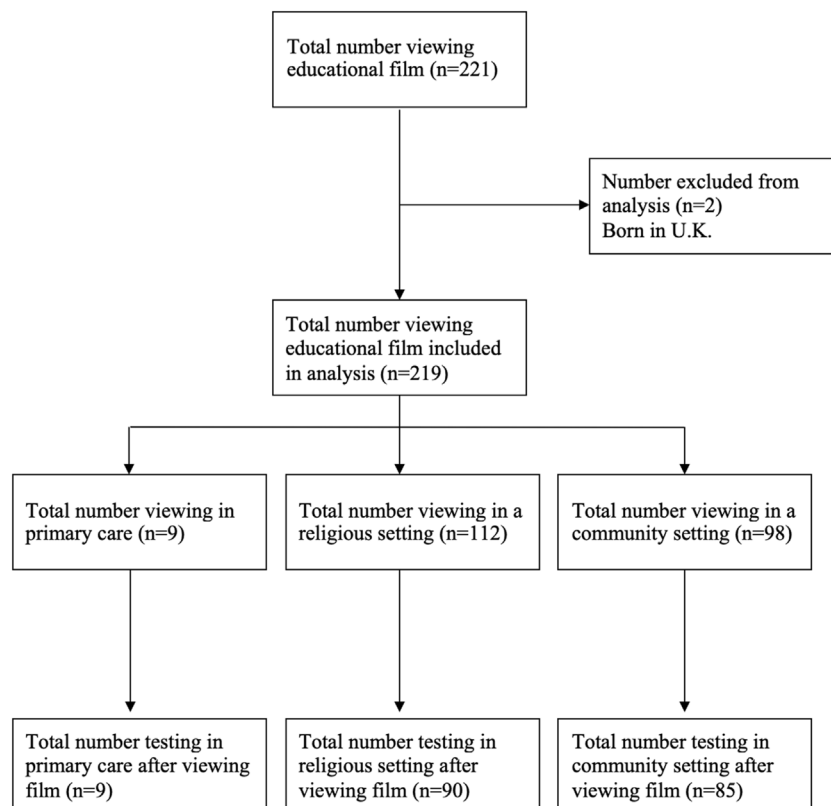 Total number viewing
educational film (n=221)
Number excluded from
analysis (n=2)
Born in U.K.
Total number viewing
educational film included
in analysis (n=219)
Total number viewing in
primary care (n=9)
Total number viewing in a
religious setting (n=112)
Total number viewing in a
community setting (n=98)
Total number testing in
primary care after viewing
film (n=9)
Total number testing in
religious setting after
viewing film (n=90)
Total number testing in
community setting after
viewing film (n=85)